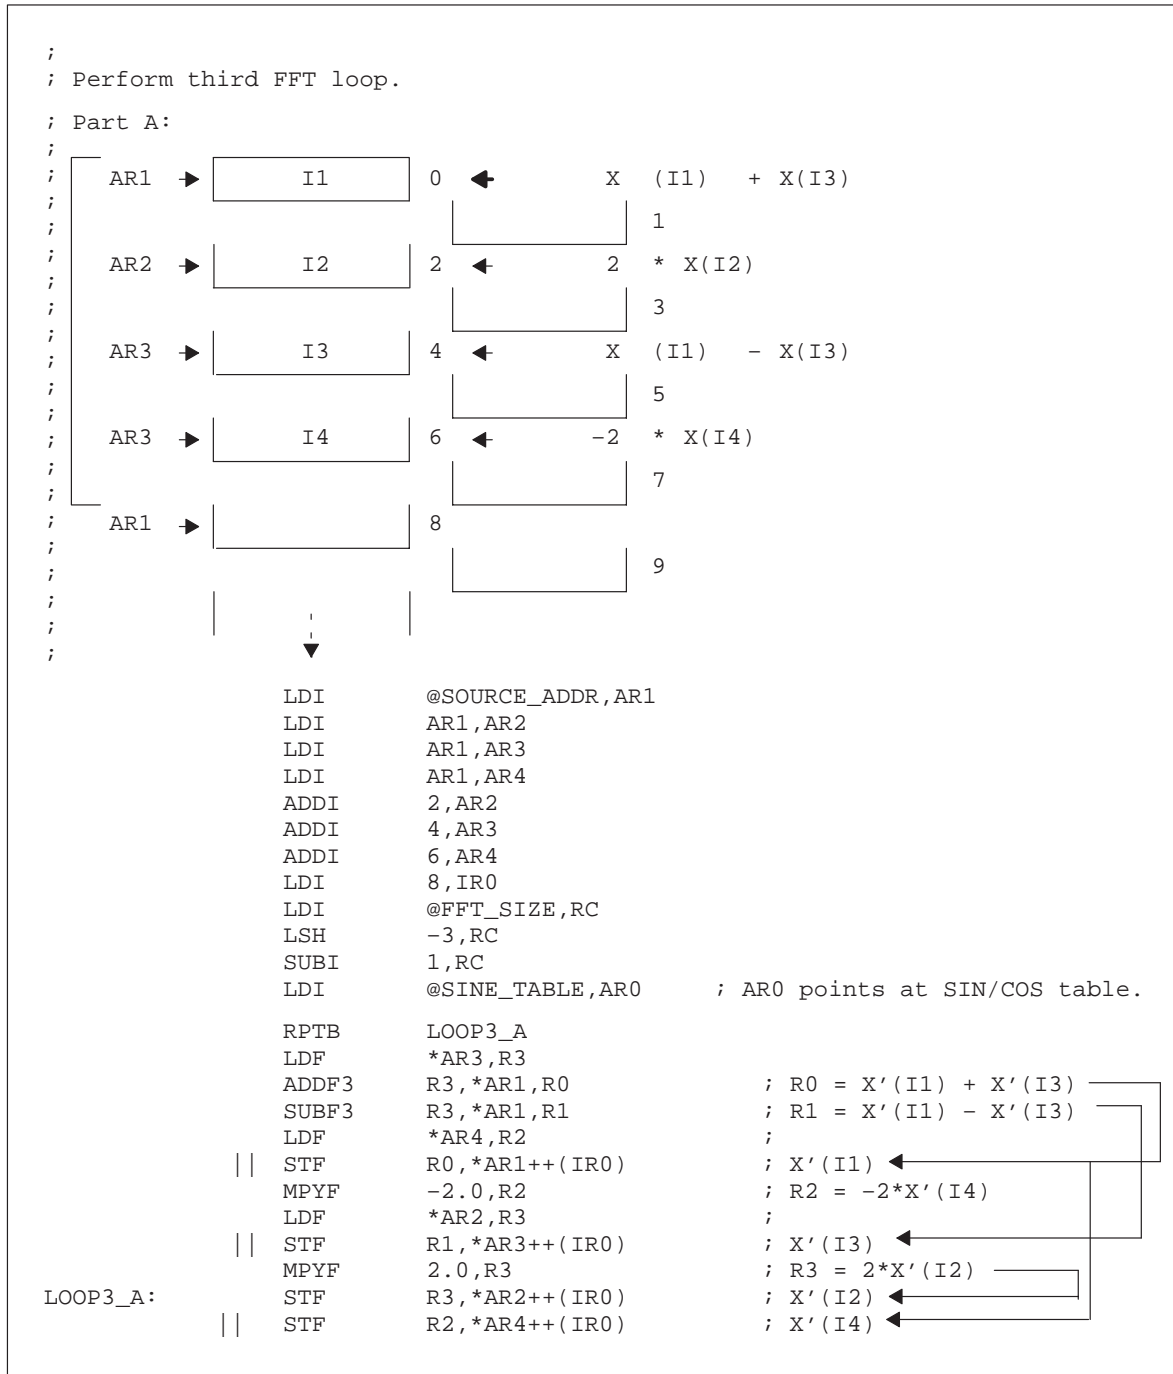 ;
; Perform third FFT loop.
; Part A:
;
; AR1 I1 0 X (I1) + X(I3)
;
; 1
; AR2 I2 2 2 * X(I2)
;
; 3
;
; AR3 I3 4 X (I1) − X(I3)
;
; 5
;
; AR3 I4 6 −2 * X(I4)
;
; 7
; AR1 8
;
; 9
;
;
;
LDI @SOURCE_ADDR,AR1
LDI AR1,AR2
LDI AR1,AR3
LDI AR1,AR4
ADDI 2,AR2
ADDI 4,AR3
ADDI 6,AR4
LDI 8,IR0
LDI @FFT_SIZE,RC
LSH −3,RC
SUBI 1,RC
LDI @SINE_TABLE,AR0 ; AR0 points at SIN/COS table.
RPTB LOOP3_A
LDF *AR3,R3
ADDF3 R3,*AR1,R0 ; R0 = X′(I1) + X′(I3)
SUBF3 R3,*AR1,R1 ; R1 = X′(I1) − X′(I3)
LDF *AR4,R2 ;
|| STF R0,*AR1++(IR0) ; X′(I1)
MPYF −2.0,R2 ; R2 = −2*X′(I4)
LDF *AR2,R3 ;
|| STF R1,*AR3++(IR0) ; X′(I3)
MPYF 2.0,R3 ; R3 = 2*X′(I2)
LOOP3_A: STF R3,*AR2++(IR0) ; X′(I2)
|| STF R2,*AR4++(IR0) ; X′(I4)